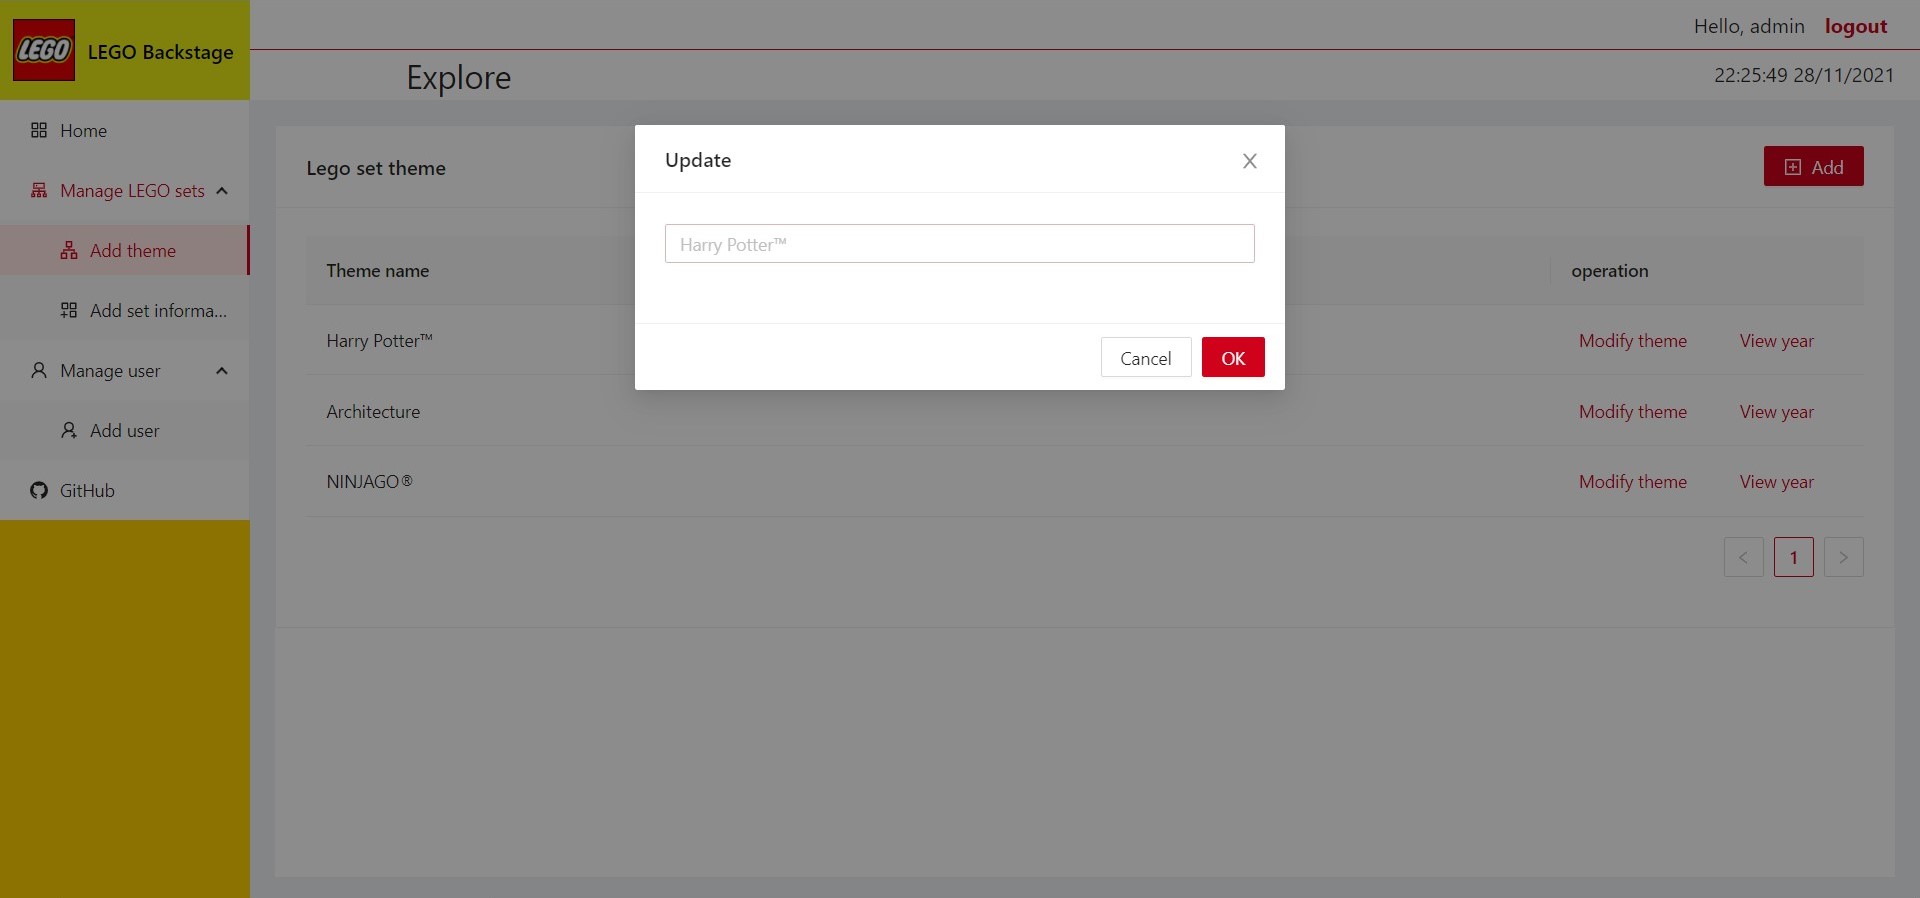 LEGO
LEGO Backstage
Hello, admin logout
Explore
22:25:49 28/11/2021
Home
Manage LEGO sets
Add theme
Add set informa...
Manage user
Add user
GitHub
Lego set theme
Add
Theme name
operation
Harry Potter™
Modify theme View year
Architecture
Modify theme View year
NINJAGO®
Modify theme View year
< 1 >
Update
Harry Potter™
Cancel OK